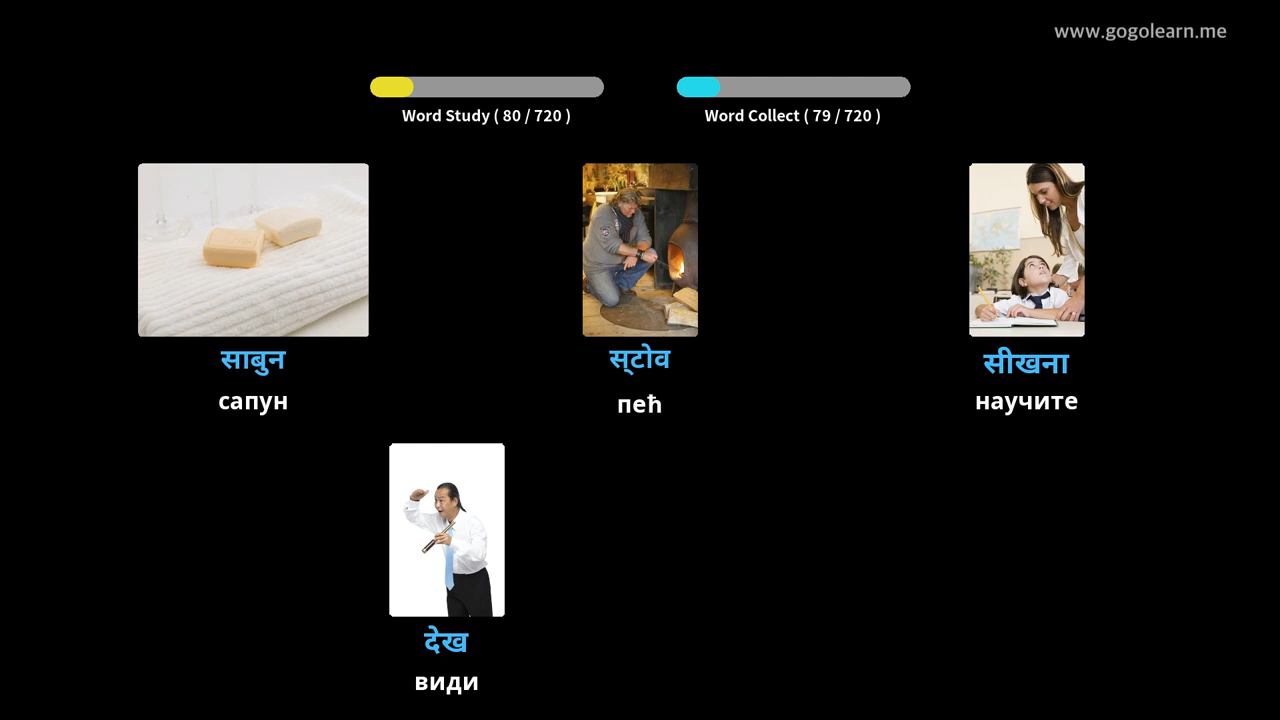 www.gogolearn.me
Word Study ( 80 / 720 )
Word Collect ( 79 / 720 )
साबुन
स्‌टोव
सीखना
сапун
пећ
научите
देख
види